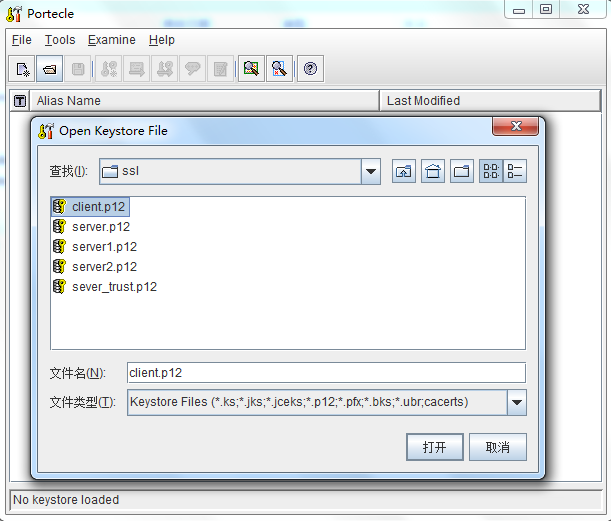 Portecle
File Tools Examine Help
T Alias Name Last Modified
Open Keystore File
查找(I): ssl
client.p12
server.p12
server1.p12
server2.p12
sever_trust.p12
文件名(N): client.p12
文件类型(T): Keystore Files (*.ks;*.jks;*.jceks;*.p12;*.pfx;*.bks;*.ubr;cacerts)
打开 取消
No keystore loaded